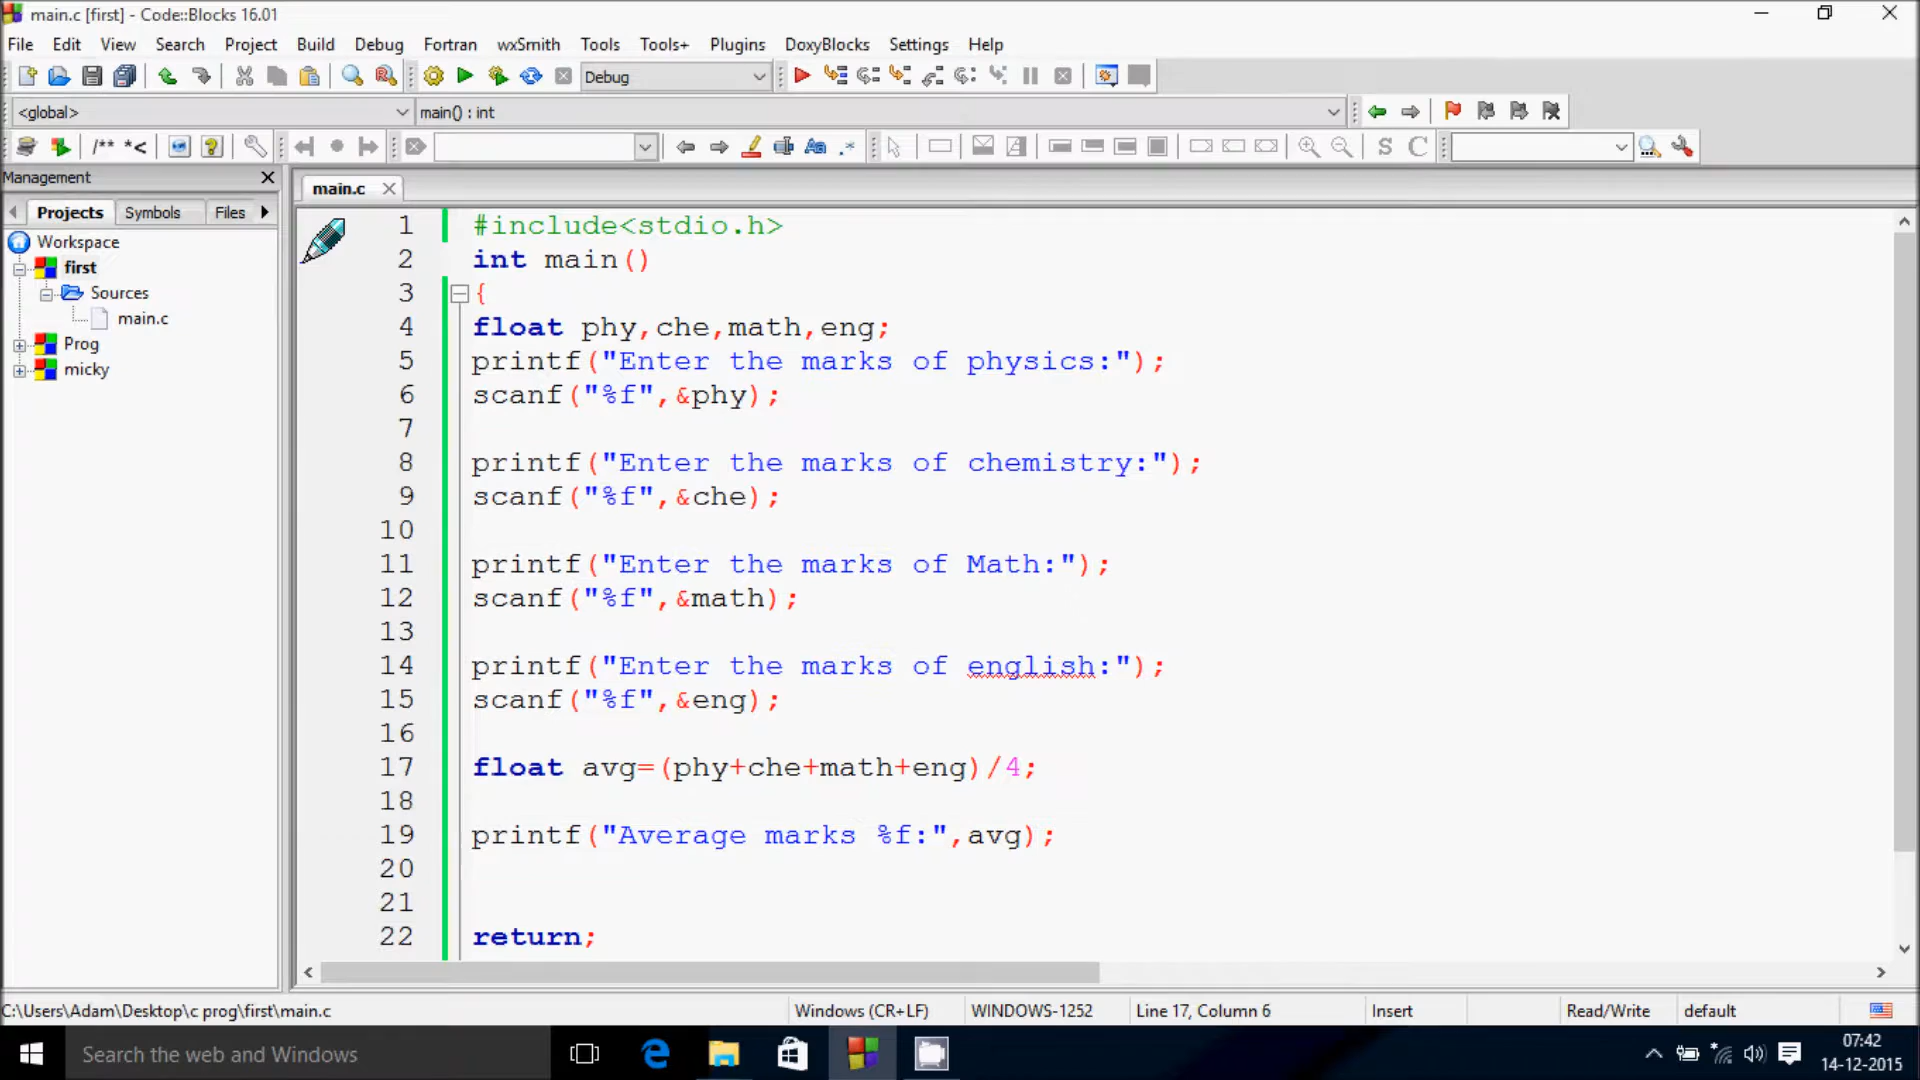 main.c [first] - Code::Blocks 16.01
File Edit View Search Project Build Debug Fortran wxSmith Tools Tools+ Plugins DoxyBlocks Settings Help
Debug
<global> main() : int
/** *< S C
Management
Projects Symbols Files
main.c
Workspace
first
Sources
main.c
Prog
micky
1 #include<stdio.h>
2 int main()
3 {
4 float phy,che,math,eng;
5 printf("Enter the marks of physics:");
6 scanf("%f",&phy);
7
8 printf("Enter the marks of chemistry:");
9 scanf("%f",&che);
10
11 printf("Enter the marks of Math:");
12 scanf("%f",&math);
13
14 printf("Enter the marks of english:");
15 scanf("%f",&eng);
16
17 float avg=(phy+che+math+eng)/4;
18
19 printf("Average marks %f:",avg);
20
21
22 return;
C:\Users\Adam\Desktop\c prog\first\main.c Windows (CR+LF) WINDOWS-1252 Line 17, Column 6 Insert Read/Write default
Search the web and Windows
07:42
14-12-2015